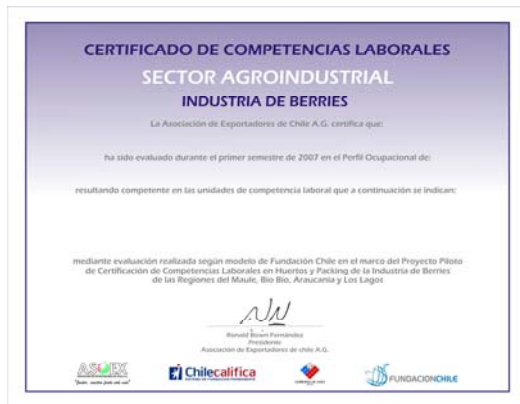 CERTIFICADO DE COMPETENCIAS LABORALES
SECTOR AGROINDUSTRIAL
INDUSTRIA DE BERRIES
La Asociación de Exportadores de Chile A.G. certifica que:
ha sido evaluado durante el primer semestre de 2007 en el Perfil Ocupacional de:
resultando competente en las unidades de competencia laboral que a continuación se indican:
mediante evaluación realizada según modelo de Fundación Chile en el marco del Proyecto Piloto
de Certificación de Competencias Laborales en Huertos y Packing de la Industria de Berries
de las Regiones del Maule, Bio Bio, Araucania y Los Lagos
Ronald Bown Fernández
Presidente
Asociación de Exportadores de chile A.G.
ASOEX
Chilecalifica
FUNDACIONCHILE